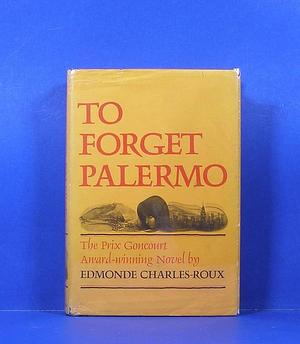 TO
FORGET
PALERMO
The Prix Goncourt
Award-winning Novel by
EDMONDE CHARLES-ROUX